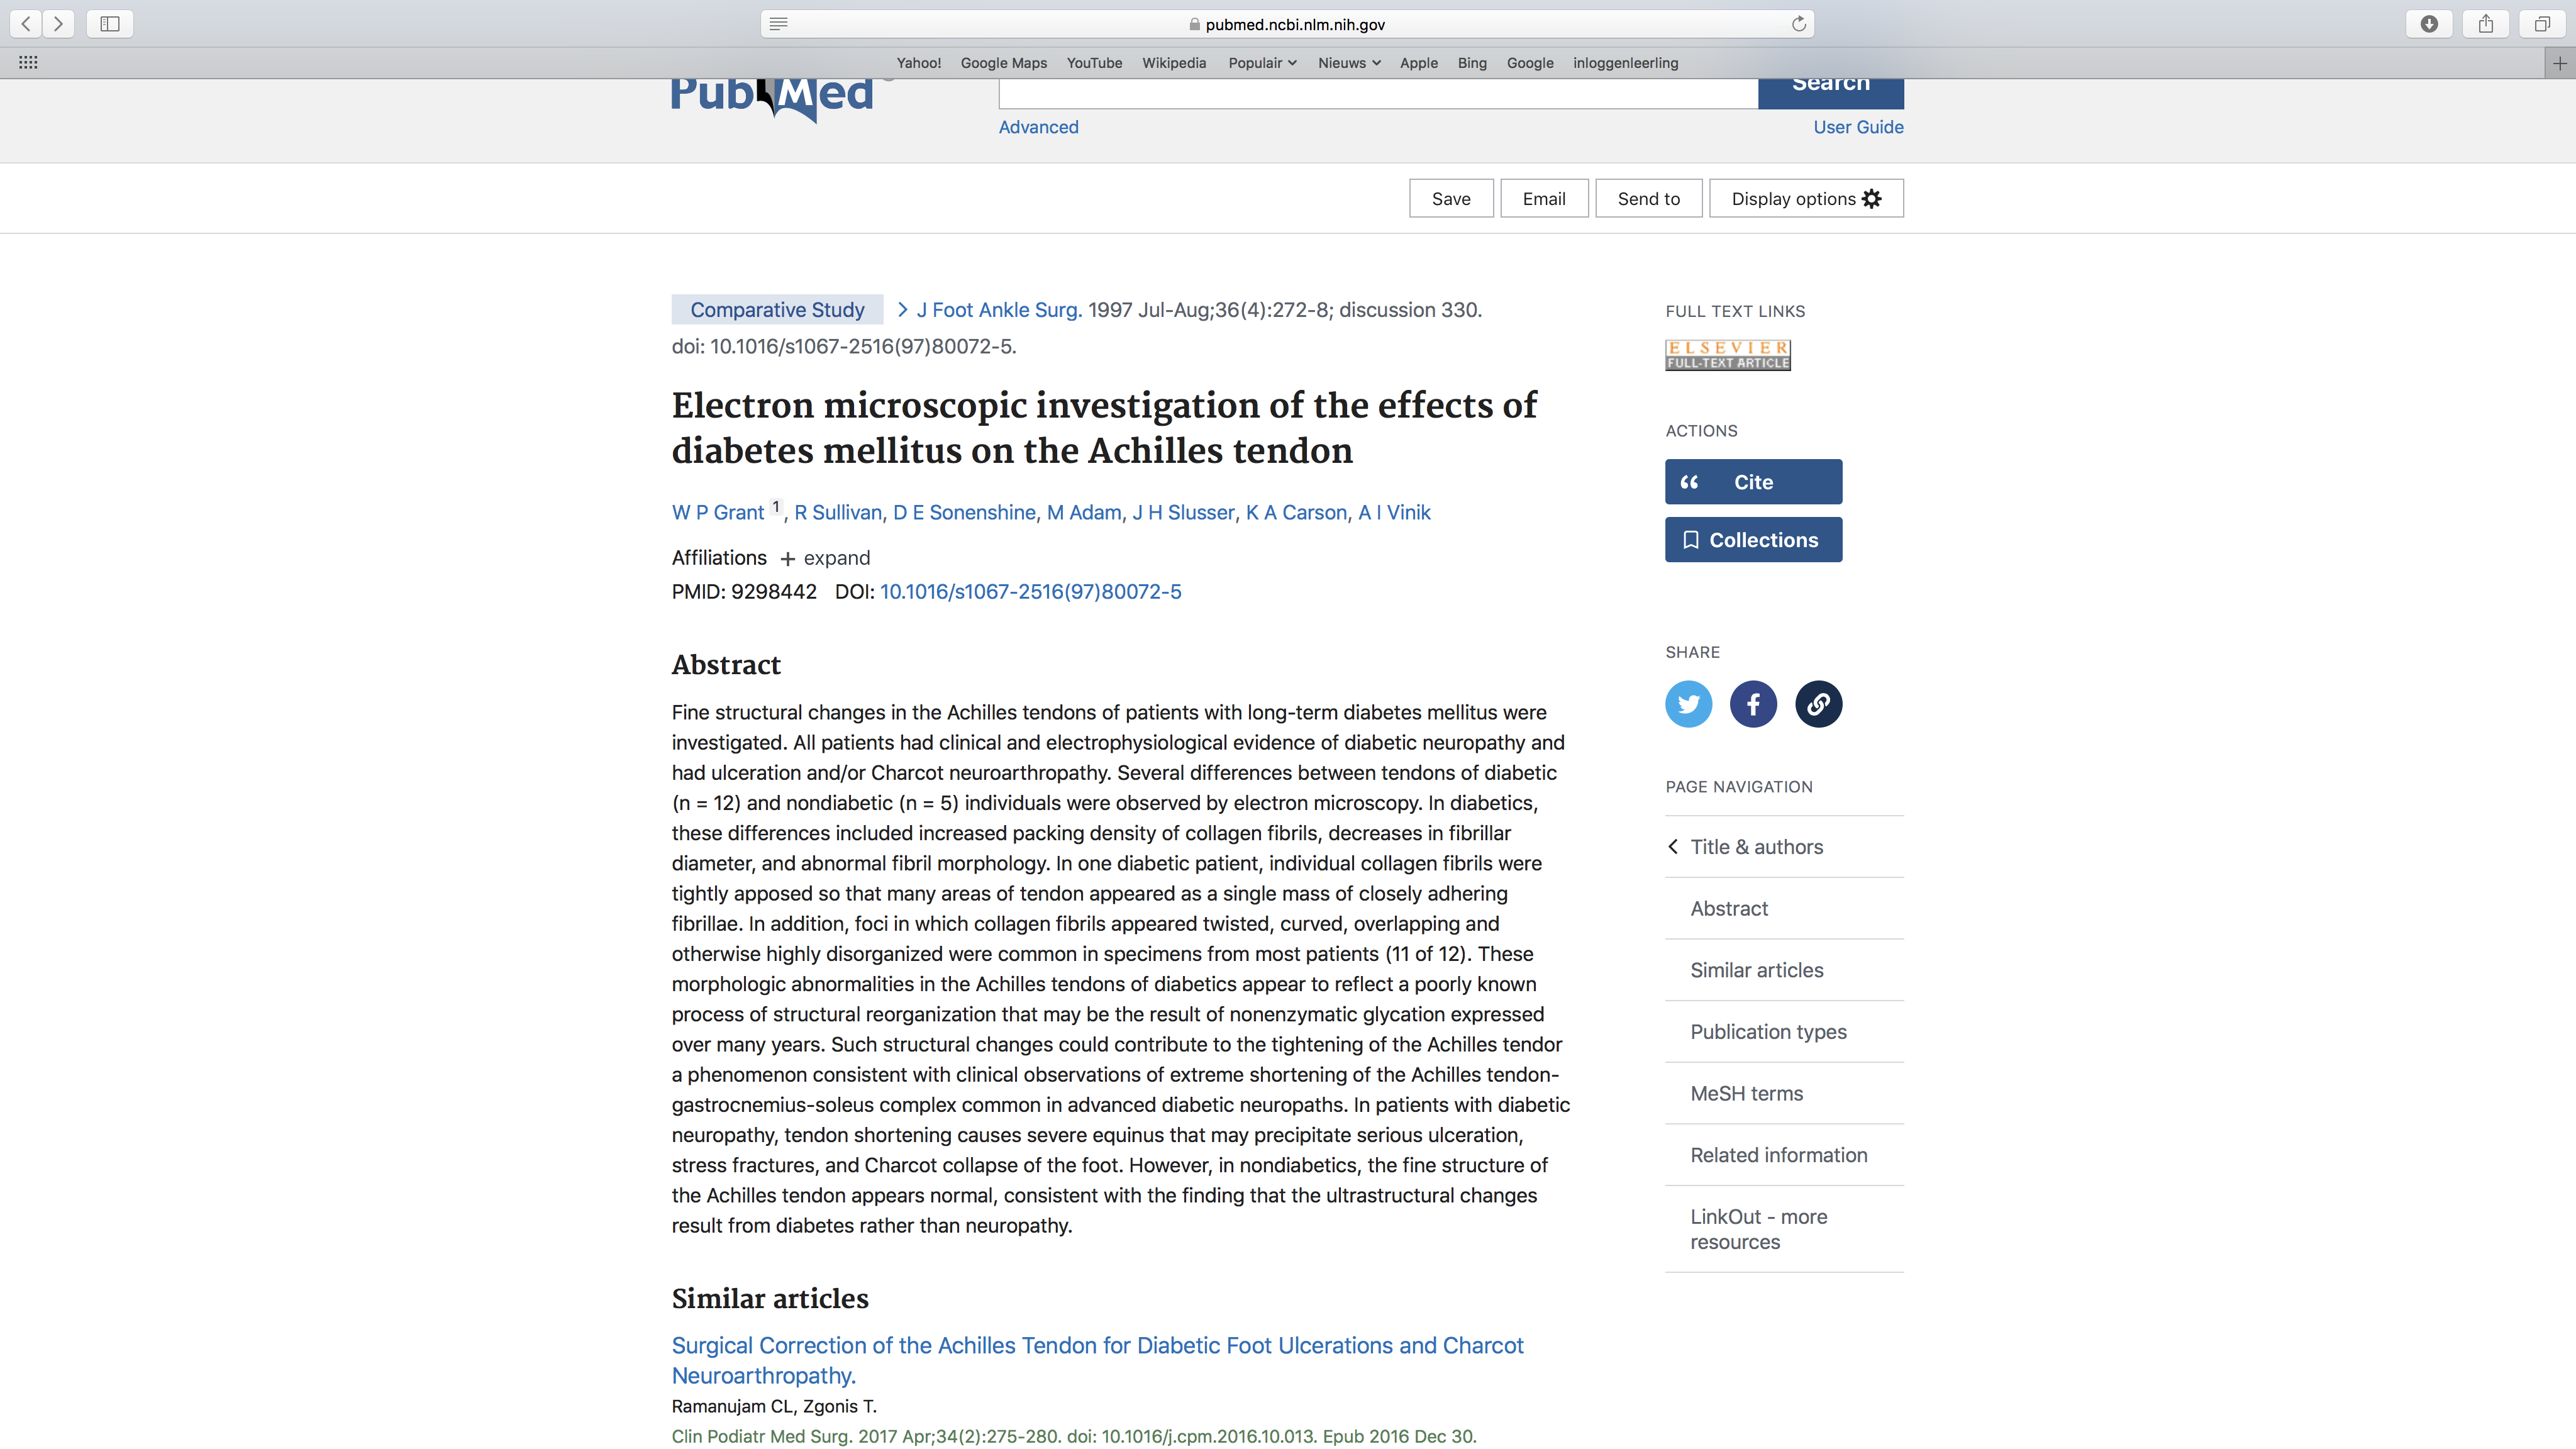 pubmed.ncbi.nlm.nih.gov
Yahoo! Google Maps YouTube Wikipedia Populair Nieuws Apple Bing Google inloggenleerling
PubMed
Search
Advanced
User Guide
Save Email Send to Display options
Comparative Study > J Foot Ankle Surg. 1997 Jul-Aug;36(4):272-8; discussion 330.
doi: 10.1016/s1067-2516(97)80072-5.
Electron microscopic investigation of the effects of
diabetes mellitus on the Achilles tendon
W P Grant 1, R Sullivan, D E Sonenshine, M Adam, J H Slusser, K A Carson, A I Vinik
Affiliations + expand
PMID: 9298442 DOI: 10.1016/s1067-2516(97)80072-5
Abstract
Fine structural changes in the Achilles tendons of patients with long-term diabetes mellitus were
investigated. All patients had clinical and electrophysiological evidence of diabetic neuropathy and
had ulceration and/or Charcot neuroarthropathy. Several differences between tendons of diabetic
(n = 12) and nondiabetic (n = 5) individuals were observed by electron microscopy. In diabetics,
these differences included increased packing density of collagen fibrils, decreases in fibrillar
diameter, and abnormal fibril morphology. In one diabetic patient, individual collagen fibrils were
tightly apposed so that many areas of tendon appeared as a single mass of closely adhering
fibrillae. In addition, foci in which collagen fibrils appeared twisted, curved, overlapping and
otherwise highly disorganized were common in specimens from most patients (11 of 12). These
morphologic abnormalities in the Achilles tendons of diabetics appear to reflect a poorly known
process of structural reorganization that may be the result of nonenzymatic glycation expressed
over many years. Such structural changes could contribute to the tightening of the Achilles tendor
a phenomenon consistent with clinical observations of extreme shortening of the Achilles tendon-
gastrocnemius-soleus complex common in advanced diabetic neuropaths. In patients with diabetic
neuropathy, tendon shortening causes severe equinus that may precipitate serious ulceration,
stress fractures, and Charcot collapse of the foot. However, in nondiabetics, the fine structure of
the Achilles tendon appears normal, consistent with the finding that the ultrastructural changes
result from diabetes rather than neuropathy.
Similar articles
Surgical Correction of the Achilles Tendon for Diabetic Foot Ulcerations and Charcot
Neuroarthropathy.
Ramanujam CL, Zgonis T.
Clin Podiatr Med Surg. 2017 Apr;34(2):275-280. doi: 10.1016/j.cpm.2016.10.013. Epub 2016 Dec 30.
FULL TEXT LINKS
ELSEVIER
FULL-TEXT ARTICLE
ACTIONS
Cite
Collections
SHARE
PAGE NAVIGATION
Title & authors
Abstract
Similar articles
Publication types
MeSH terms
Related information
LinkOut - more
resources